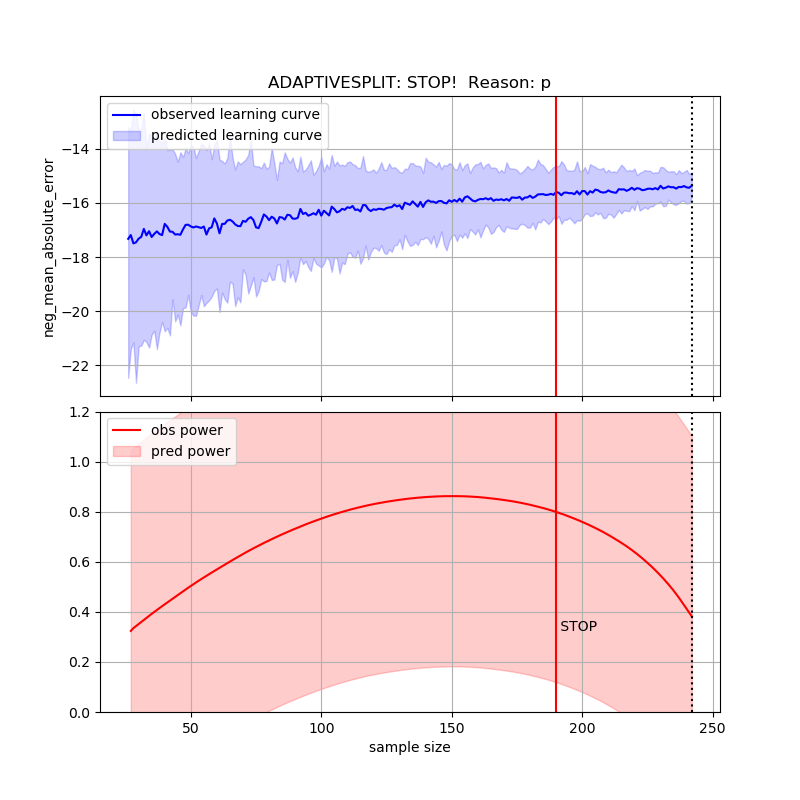 ADAPTIVESPLIT: STOP!  Reason: p
observed learning curve
predicted learning curve
neg_mean_absolute_error
−14
−16
−18
−20
−22
obs power
pred power
1.2
1.0
0.8
0.6
0.4
0.2
0.0
STOP
50 100 150 200 250
sample size